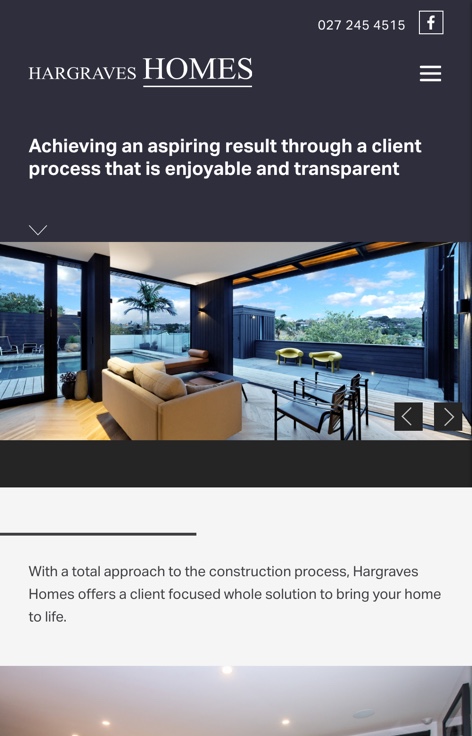 027 245 4515
HARGRAVES HOMES
Achieving an aspiring result through a client
process that is enjoyable and transparent
With a total approach to the construction process, Hargraves
Homes offers a client focused whole solution to bring your home
to life.